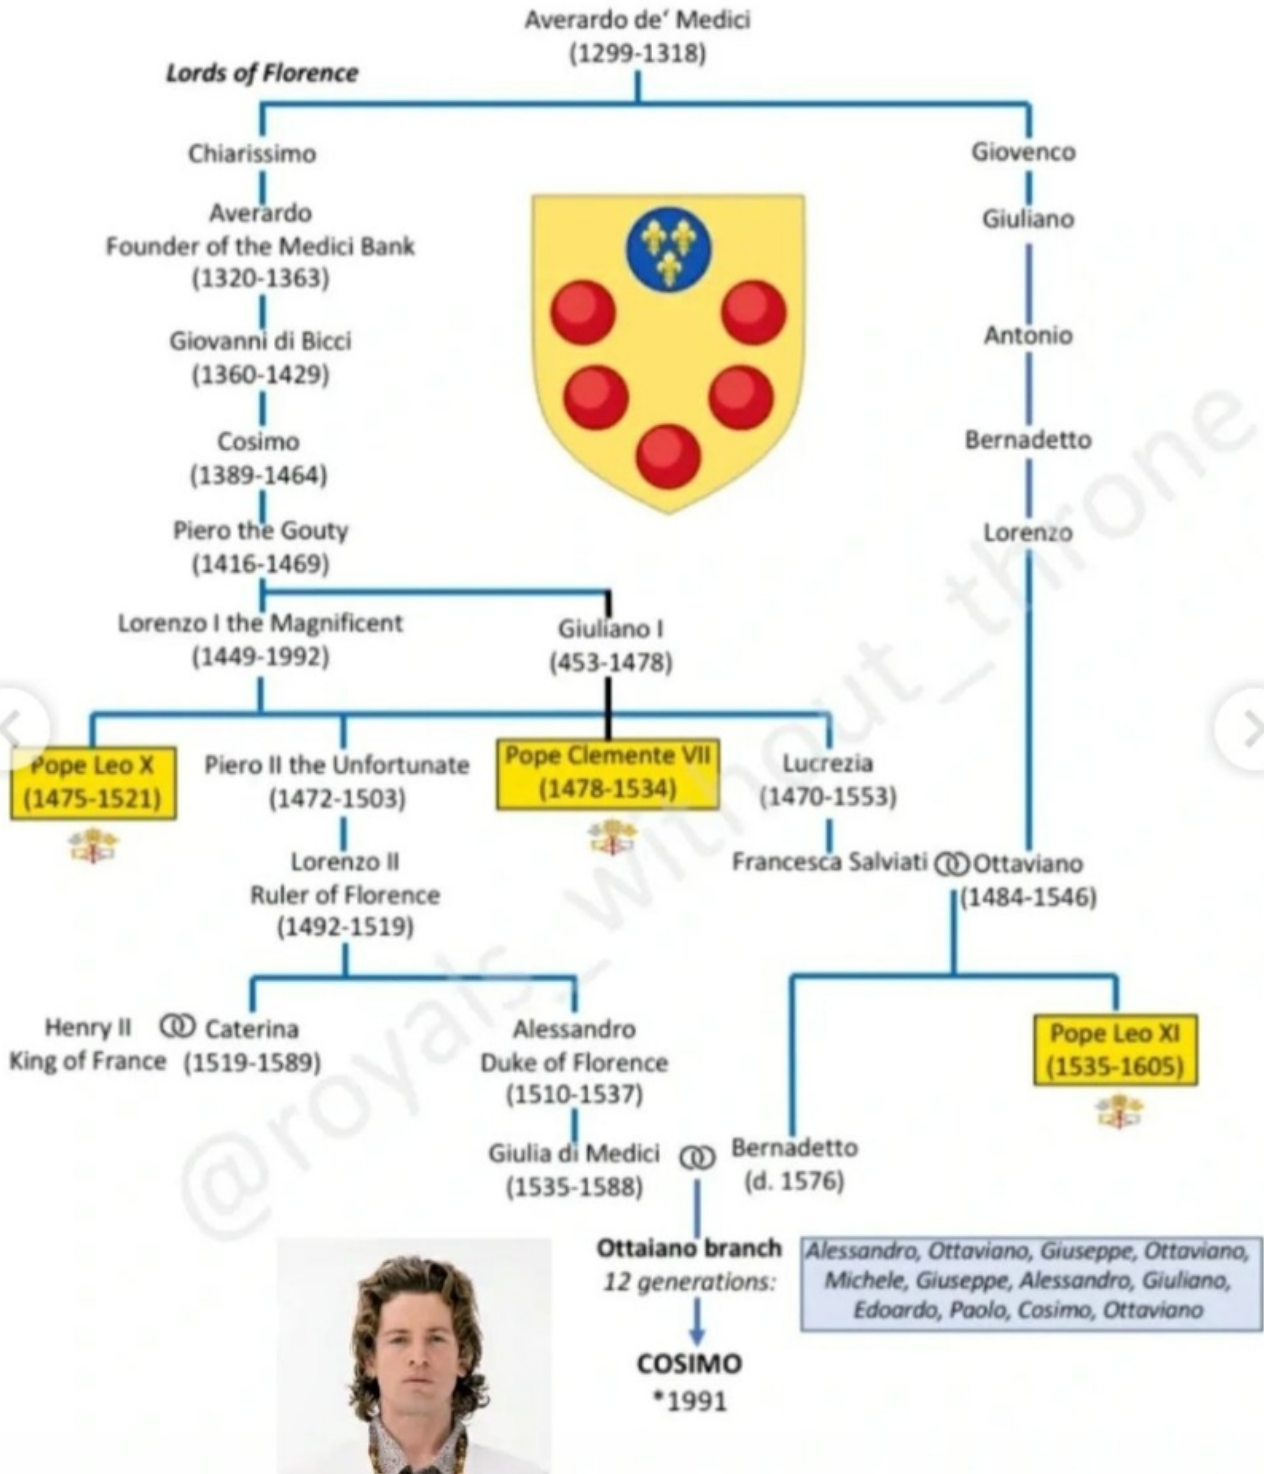 Averardo de‘ Medici
(1299-1318)
Lords of Florence
Chiarissimo
Giovenco
Averardo
Founder of the Medici Bank
(1320-1363)
Giuliano
Giovanni di Bicci
(1360-1429)
Antonio
Cosimo
(1389-1464)
Bernadetto
Piero the Gouty
(1416-1469)
Lorenzo
Lorenzo I the Magnificent
(1449-1992)
Giuliano I
(453-1478)
Pope Leo X
(1475-1521)
Piero II the Unfortunate
(1472-1503)
Pope Clemente VII
(1478-1534)
Lucrezia
(1470-1553)
Lorenzo II
Ruler of Florence
(1492-1519)
Francesca Salviati
Ottaviano
(1484-1546)
Henry II
King of France
Caterina
(1519-1589)
Alessandro
Duke of Florence
(1510-1537)
Pope Leo XI
(1535-1605)
Giulia di Medici
(1535-1588)
Bernadetto
(d. 1576)
Ottaiano branch
12 generations:
Alessandro, Ottaviano, Giuseppe, Ottaviano,
Michele, Giuseppe, Alessandro, Giuliano,
Edoardo, Paolo, Cosimo, Ottaviano
COSIMO
*1991
@royals_without_throne